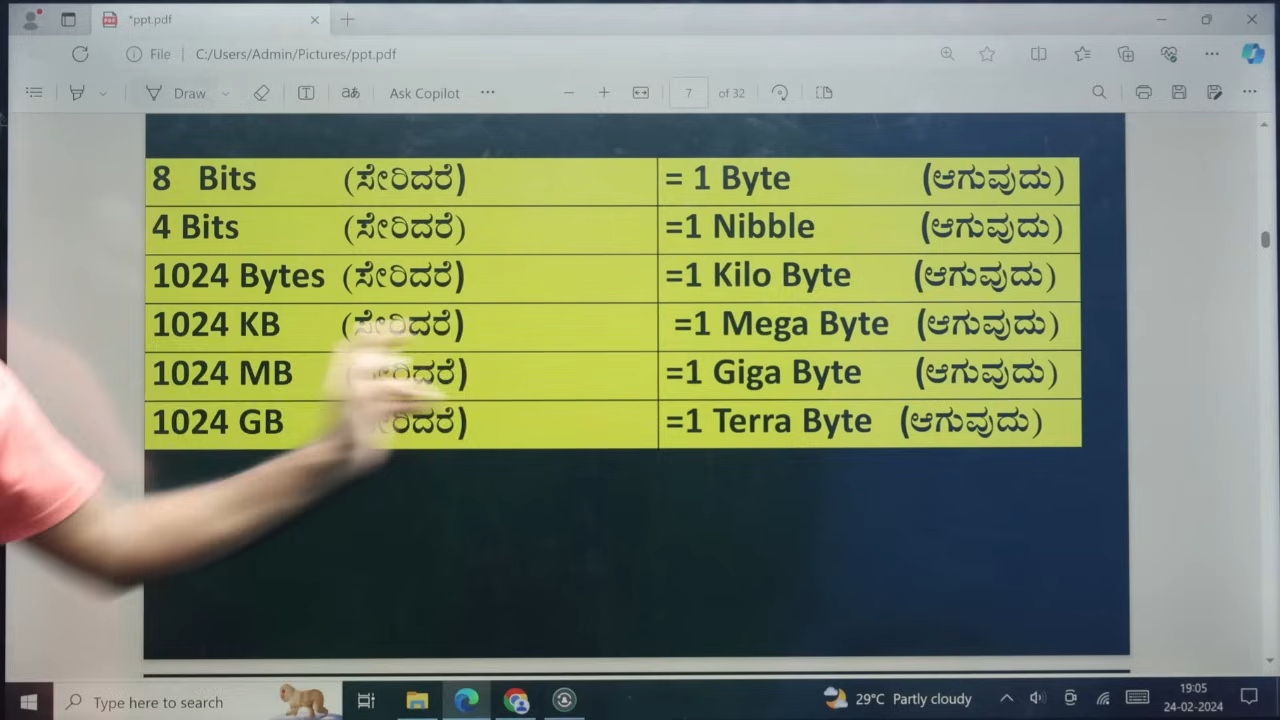 *ppt.pdf
File C:/Users/Admin/Pictures/ppt.pdf
Draw aあ Ask Copilot 7 of 32
8 Bits (ಸೇರಿದರೆ) = 1 Byte (ಆಗುವುದು)
4 Bits (ಸೇರಿದರೆ) =1 Nibble (ಆಗುವುದು)
1024 Bytes (ಸೇರಿದರೆ) =1 Kilo Byte (ಆಗುವುದು)
1024 KB (ಸೇರಿದರೆ) =1 Mega Byte (ಆಗುವುದು)
1024 MB =1 Giga Byte (ಆಗುವುದು)
1024 GB =1 Terra Byte (ಆಗುವುದು)
Type here to search 29°C Partly cloudy 19:05
24-02-2024